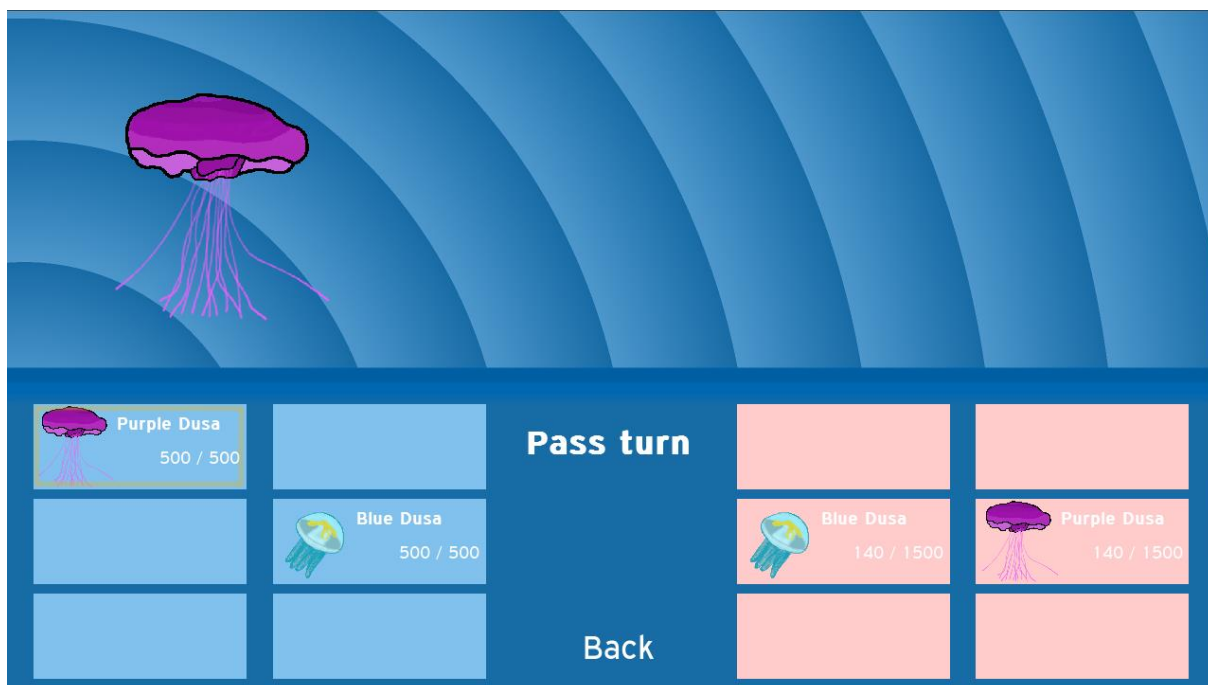 Purple Dusa
500 / 500
Pass turn
Blue Dusa
500 / 500
Blue Dusa
140 / 1500
Purple Dusa
140 / 1500
Back